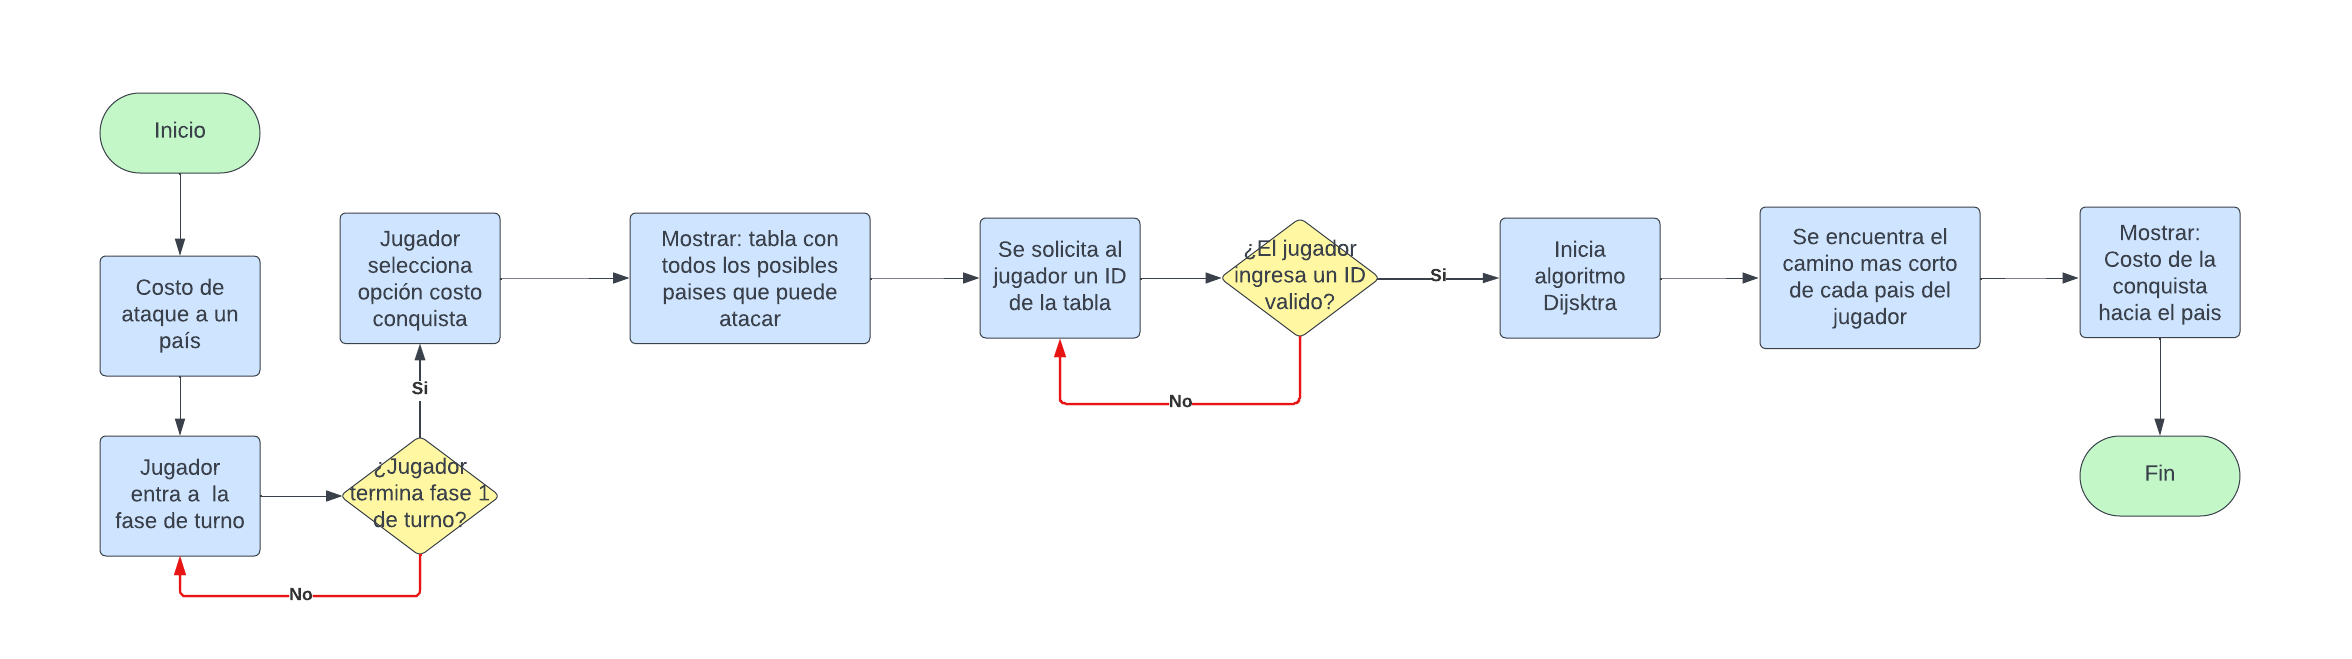 Inicio
Costo de
ataque a un
país
Jugador
entra a  la
fase de turno
No
¿Jugador
termina fase 1
de turno?
Si
Jugador
selecciona
opción costo
conquista
Mostrar: tabla con
todos los posibles
paises que puede
atacar
Se solicita al
jugador un ID
de la tabla
No
¿El jugador
ingresa un ID
valido?
Si
Inicia
algoritmo
Dijsktra
Se encuentra el
camino mas corto
de cada pais del
jugador
Mostrar:
Costo de la
conquista
hacia el pais
Fin